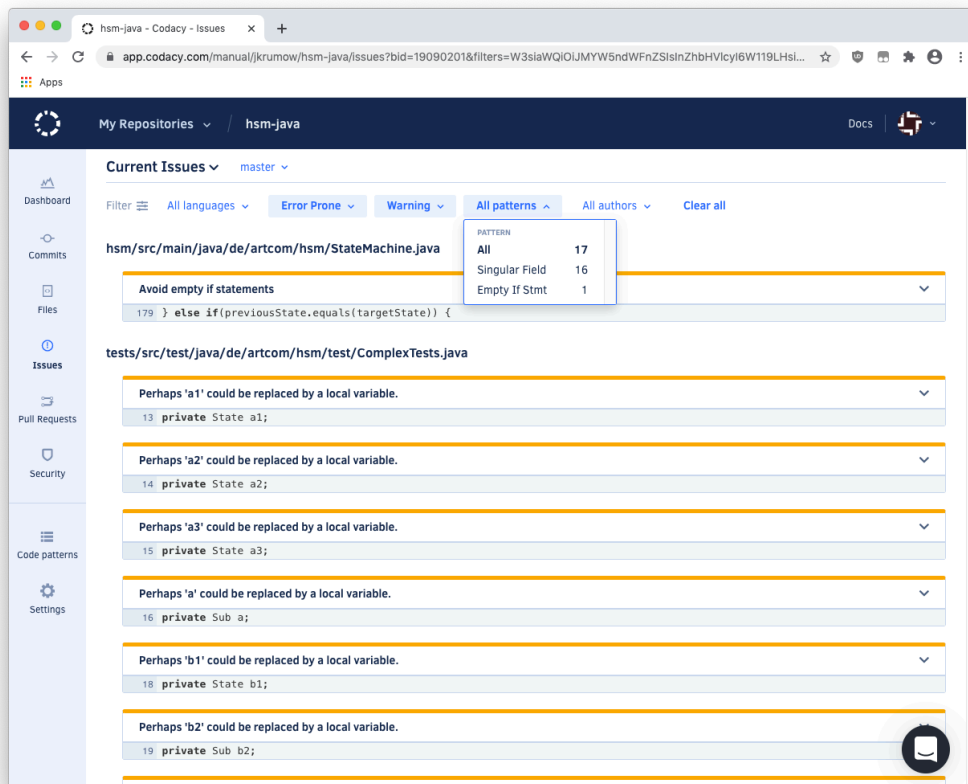 hsm-java - Codacy - Issues
app.codacy.com/manual/jkrumow/hsm-java/issues?bid=19090201&filters=W3siaWQiOiJMYW5ndWFnZSIsInZhbHVlcyI6W119LHsi...
Apps
My Repositories / hsm-java
Docs
Current Issues master
Filter All languages Error Prone Warning All patterns All authors Clear all
PATTERN
All 17
Singular Field 16
Empty If Stmt 1
Dashboard
Commits
Files
Issues
Pull Requests
Security
Code patterns
Settings
hsm/src/main/java/de/artcom/hsm/StateMachine.java
Avoid empty if statements
179 } else if(previousState.equals(targetState)) {
tests/src/test/java/de/artcom/hsm/test/ComplexTests.java
Perhaps 'a1' could be replaced by a local variable.
13 private State a1;
Perhaps 'a2' could be replaced by a local variable.
14 private State a2;
Perhaps 'a3' could be replaced by a local variable.
15 private State a3;
Perhaps 'a' could be replaced by a local variable.
16 private Sub a;
Perhaps 'b1' could be replaced by a local variable.
18 private State b1;
Perhaps 'b2' could be replaced by a local variable.
19 private Sub b2;